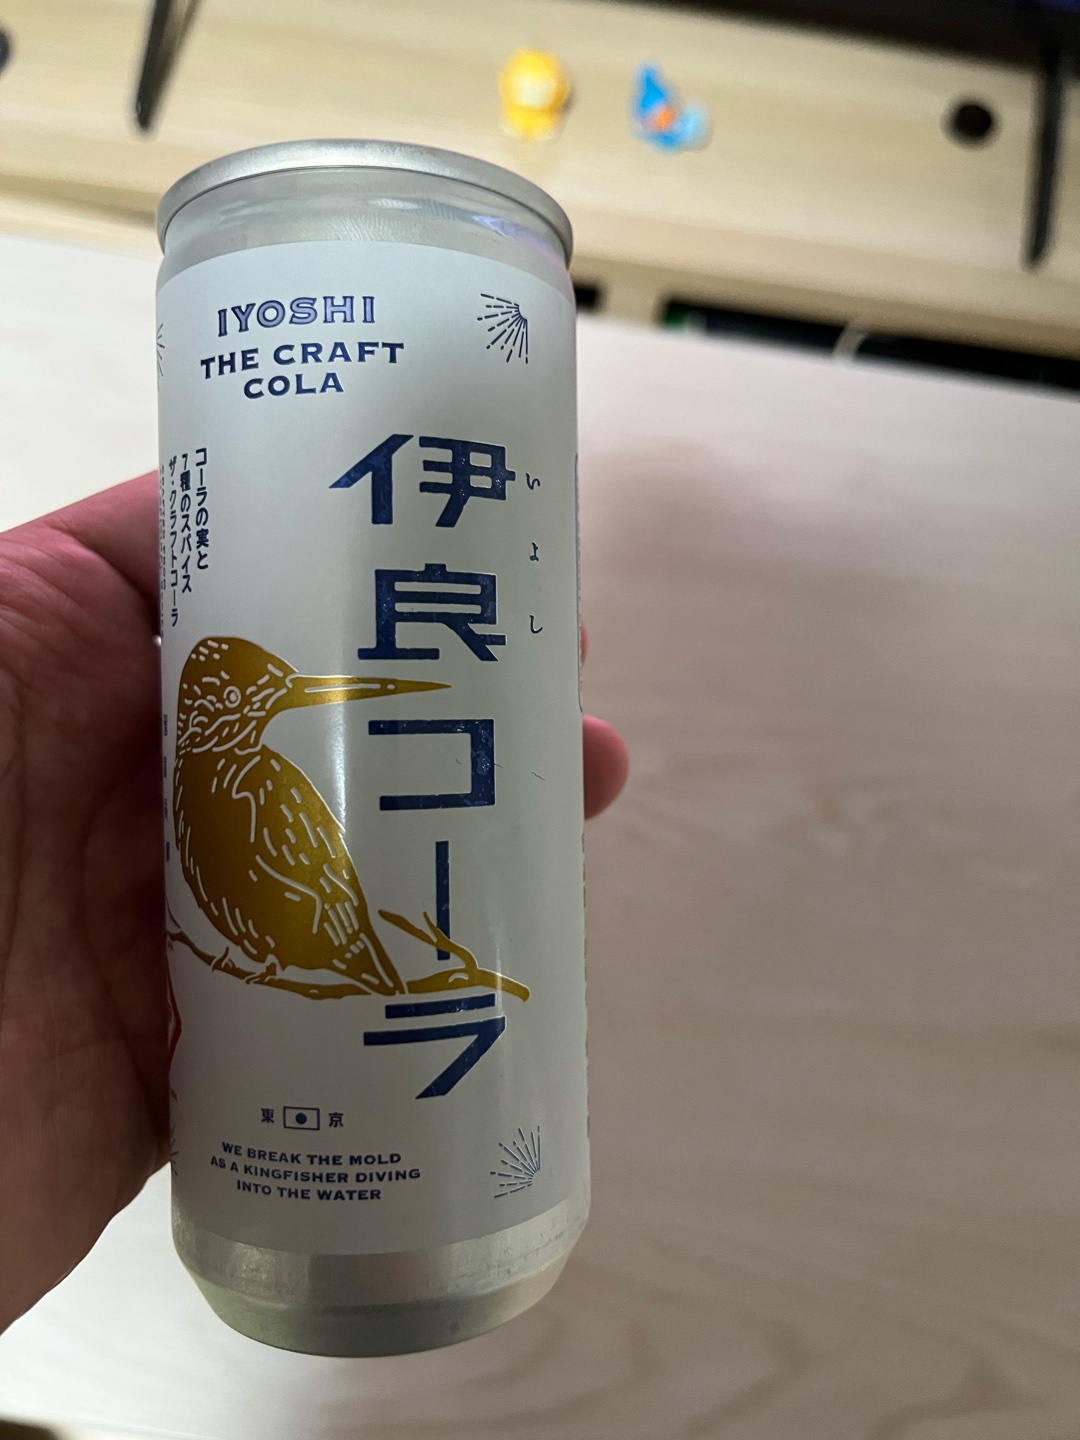 IYOSHI
THE CRAFT
COLA
伊良コーラ
いよし
コーラの実と
7種のスパイス
ザ・クラフトコーラ
東京
WE BREAK THE MOLD
AS A KINGFISHER DIVING
INTO THE WATER